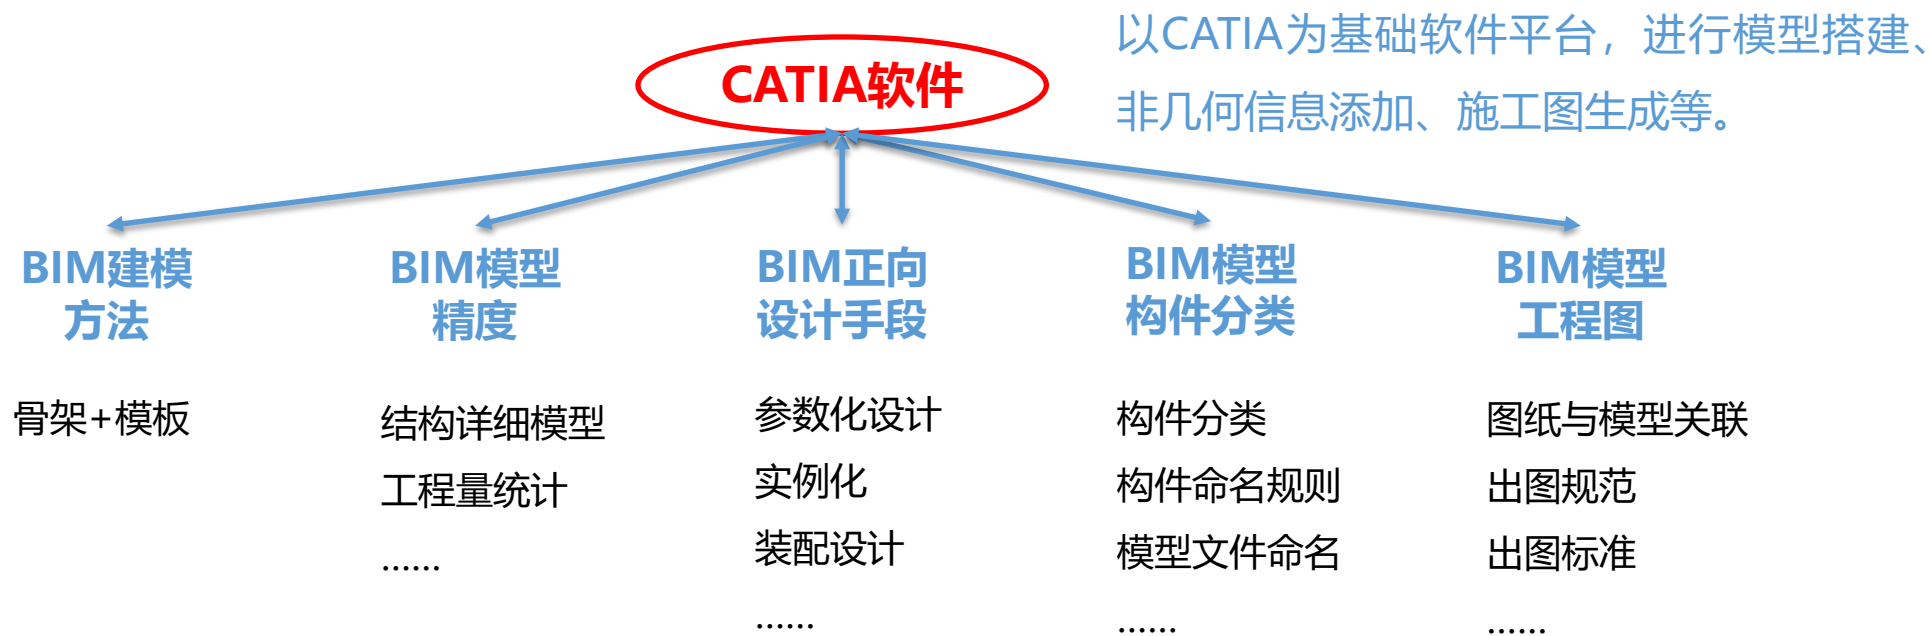 以CATIA为基础软件平台，进行模型搭建、
非几何信息添加、施工图生成等。
CATIA软件
BIM建模
方法
骨架+模板
BIM模型
精度
结构详细模型
工程量统计
......
BIM正向
设计手段
参数化设计
实例化
装配设计
......
BIM模型
构件分类
构件分类
构件命名规则
模型文件命名
......
BIM模型
工程图
图纸与模型关联
出图规范
出图标准
......